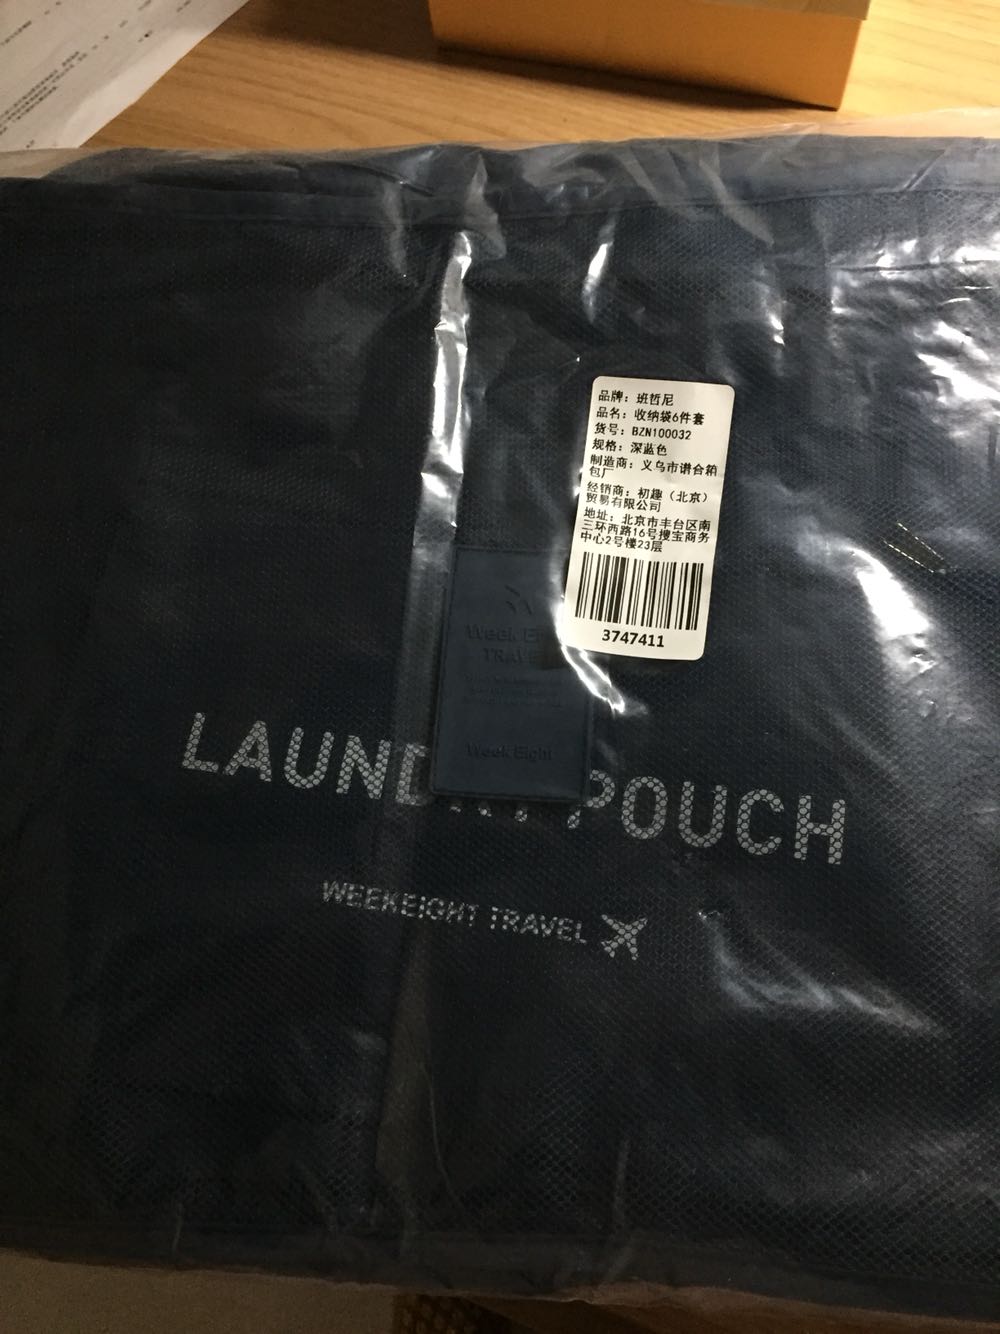 品牌：班哲尼
品名：收纳袋6件套
货号：BZN100032
规格：深蓝色
制造商：义乌市谱合箱
包厂
经销商：初趣（北京）
贸易有限公司
地址：北京市丰台区南
三环西路16号搜宝商务
中心2号楼23层
3747411
Week Ei
TRAVE
Week Eight
LAUNDRY POUCH
WEEKEIGHT TRAVEL